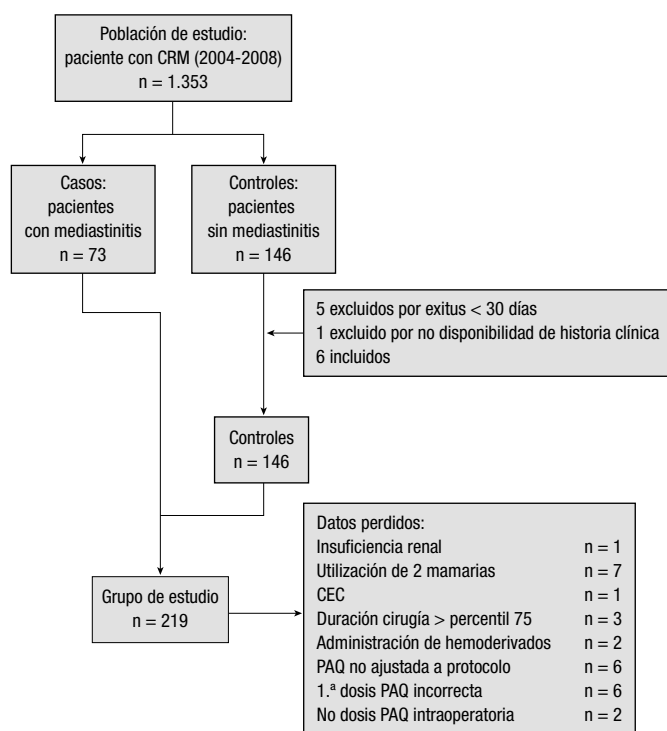 Población de estudio:
paciente con CRM (2004-2008)
n = 1.353
Casos:
pacientes
con mediastinitis
n = 73
Controles:
pacientes
sin mediastinitis
n = 146
5 excluidos por exitus < 30 días
1 excluido por no disponibilidad de historia clínica
6 incluidos
Controles
n = 146
Grupo de estudio
n = 219
Datos perdidos:
Insuficiencia renal n = 1
Utilización de 2 mamarias n = 7
CEC n = 1
Duración cirugía > percentil 75 n = 3
Administración de hemoderivados n = 2
PAQ no ajustada a protocolo n = 6
1.ª dosis PAQ incorrecta n = 6
No dosis PAQ intraoperatoria n = 2